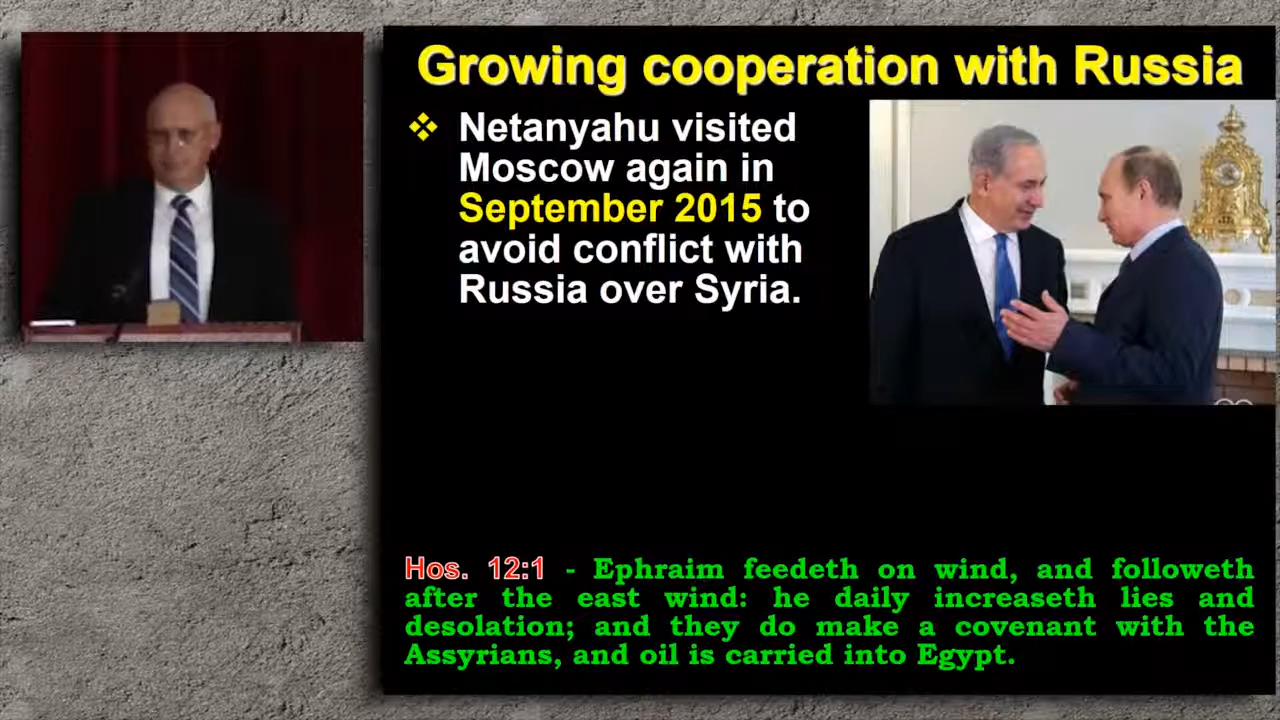 Growing cooperation with Russia
❖ Netanyahu visited
Moscow again in
September 2015 to
avoid conflict with
Russia over Syria.
Hos. 12:1 - Ephraim feedeth on wind, and followeth
after the east wind: he daily increaseth lies and
desolation; and they do make a covenant with the
Assyrians, and oil is carried into Egypt.